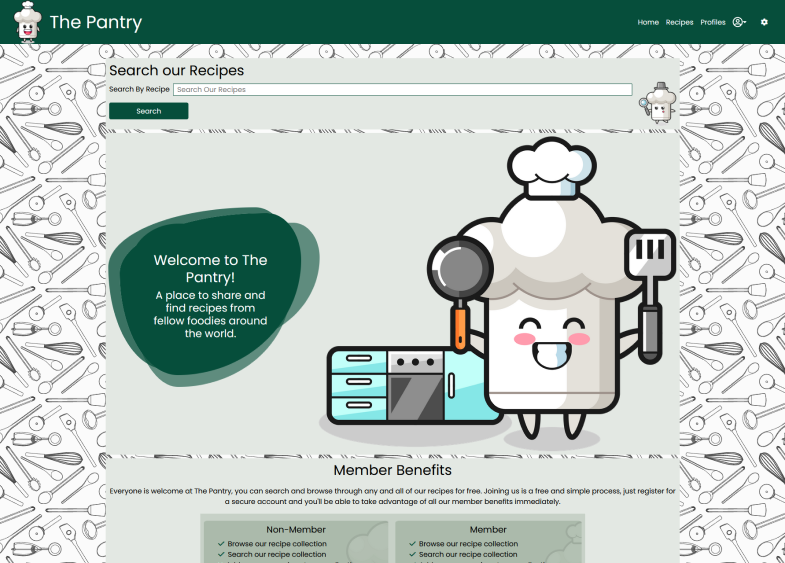 The Pantry
Home Recipes Profiles
Search our Recipes
Search By Recipe Search Our Recipes
Search
Welcome to The
Pantry!
A place to share and
find recipes from
fellow foodies around
the world.
Member Benefits
Everyone is welcome at The Pantry, you can search and browse through any and all of our recipes for free. Joining us is a free and simple process, just register for
a secure account and you'll be able to take advantage of all our member benefits immediately.
Non-Member
Browse our recipe collection
Search our recipe collection
Member
Browse our recipe collection
Search our recipe collection